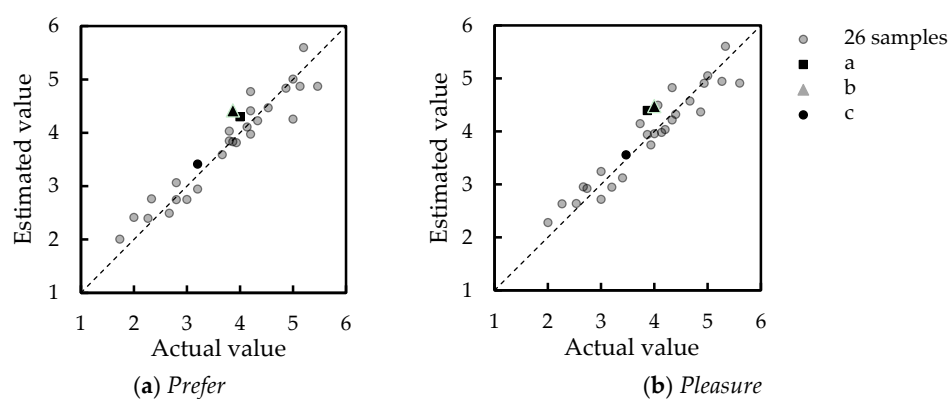 6
5
4
3
2
1
Estimated value
1 2 3 4 5 6
Actual value
(a) Prefer
6
5
4
3
2
1
Estimated value
1 2 3 4 5 6
Actual value
(b) Pleasure
26 samples
a
b
c